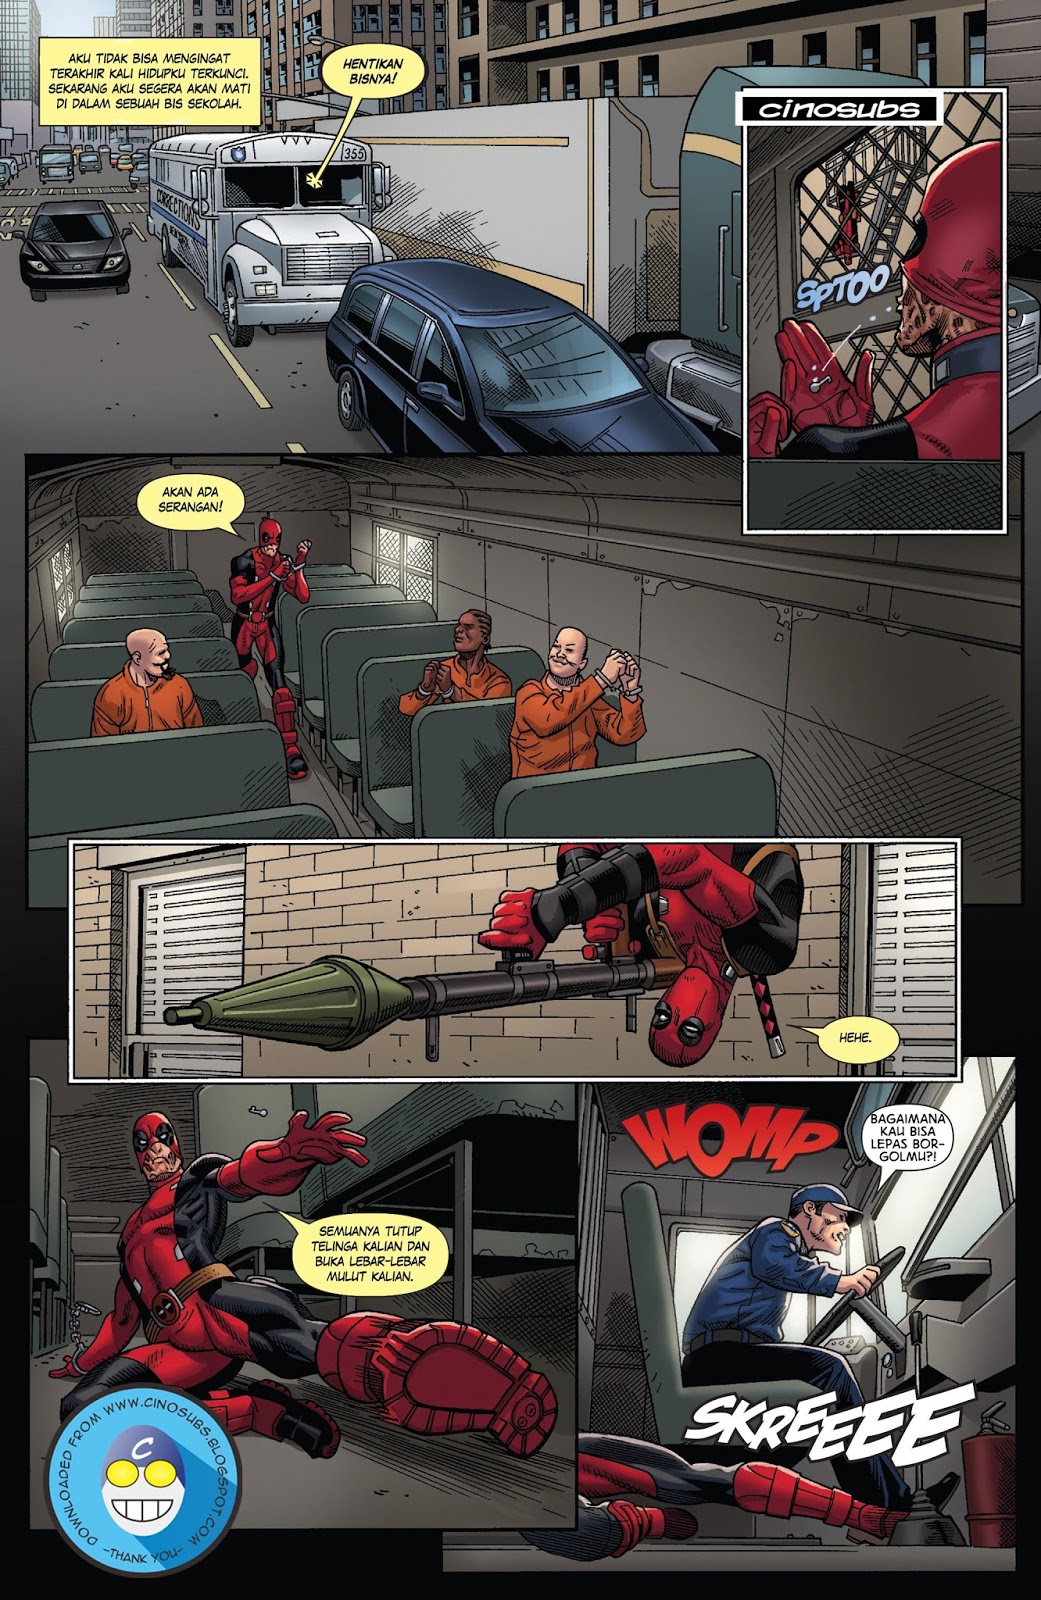 AKU TIDAK BISA MENGINGAT
TERAKHIR KALI HIDUPKU TERKUNCI.
SEKARANG AKU SEGERA AKAN MATI
DI DALAM SEBUAH BIS SEKOLAH.
HENTIKAN
BISNYA!
355
CORRECTIONS
cinosubs
SPTOO
AKAN ADA
SERANGAN!
HEHE.
SEMUANYA TUTUP
TELINGA KALIAN DAN
BUKA LEBAR-LEBAR
MULUT KALIAN.
WOMP
BAGAIMANA
KAU BISA
LEPAS BOR-
GOLMU?!
SKREEEE
DOWNLOADED FROM WWW.CINOSUBS.BLOGSPOT.COM
C
-THANK YOU-